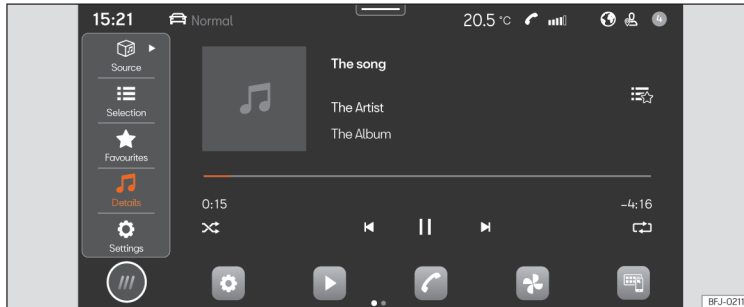 15:21
Normal
20.5 °C
4
Source
Selection
Favourites
Details
Settings
The song
The Artist
The Album
0:15
-4:16
BFJ-0211